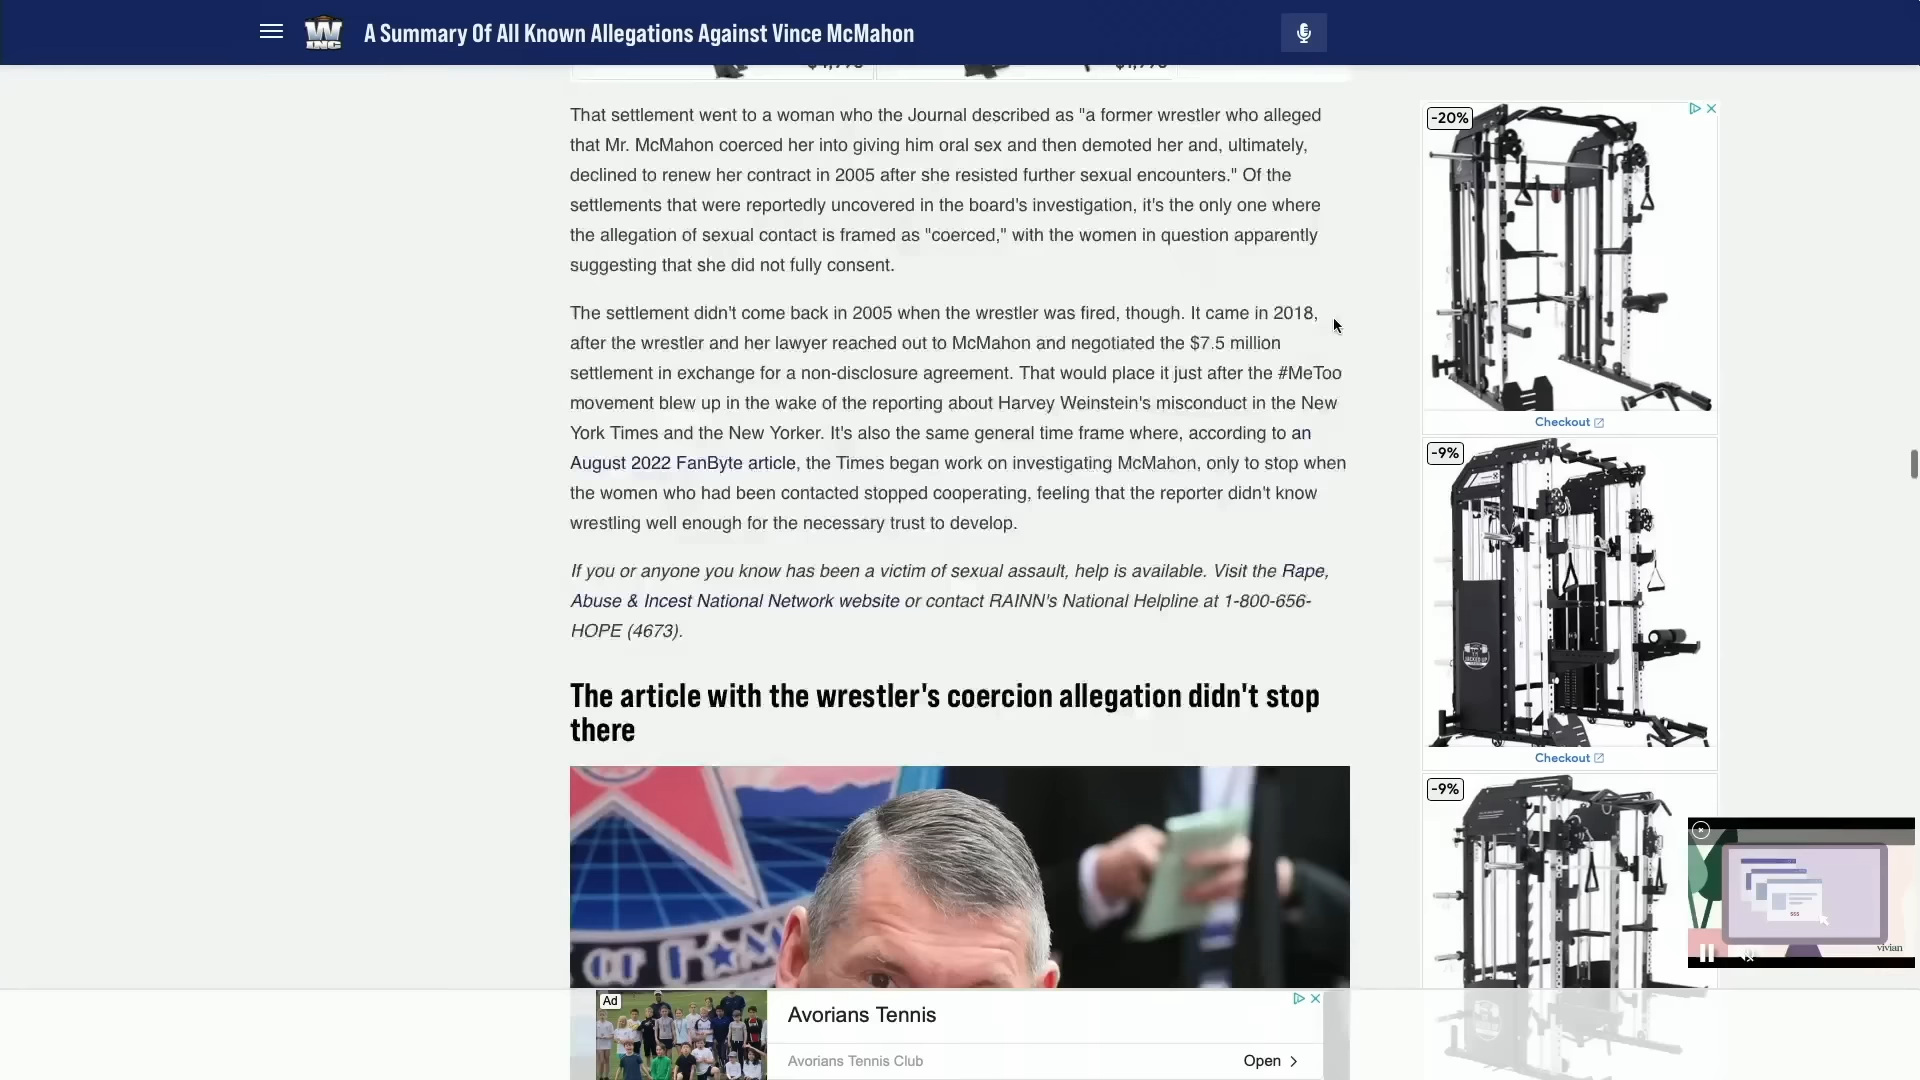 W
INC
A Summary Of All Known Allegations Against Vince McMahon
That settlement went to a woman who the Journal described as "a former wrestler who alleged
that Mr. McMahon coerced her into giving him oral sex and then demoted her and, ultimately,
declined to renew her contract in 2005 after she resisted further sexual encounters." Of the
settlements that were reportedly uncovered in the board's investigation, it's the only one where
the allegation of sexual contact is framed as "coerced," with the women in question apparently
suggesting that she did not fully consent.
The settlement didn't come back in 2005 when the wrestler was fired, though. It came in 2018,
after the wrestler and her lawyer reached out to McMahon and negotiated the $7.5 million
settlement in exchange for a non-disclosure agreement. That would place it just after the #MeToo
movement blew up in the wake of the reporting about Harvey Weinstein's misconduct in the New
York Times and the New Yorker. It's also the same general time frame where, according to an
August 2022 FanByte article, the Times began work on investigating McMahon, only to stop when
the women who had been contacted stopped cooperating, feeling that the reporter didn't know
wrestling well enough for the necessary trust to develop.
If you or anyone you know has been a victim of sexual assault, help is available. Visit the Rape,
Abuse & Incest National Network website or contact RAINN's National Helpline at 1-800-656-
HOPE (4673).
The article with the wrestler's coercion allegation didn't stop
there
-20%
Checkout
-9%
Checkout
-9%
vivian
Ad
Avorians Tennis
Avorians Tennis Club
Open